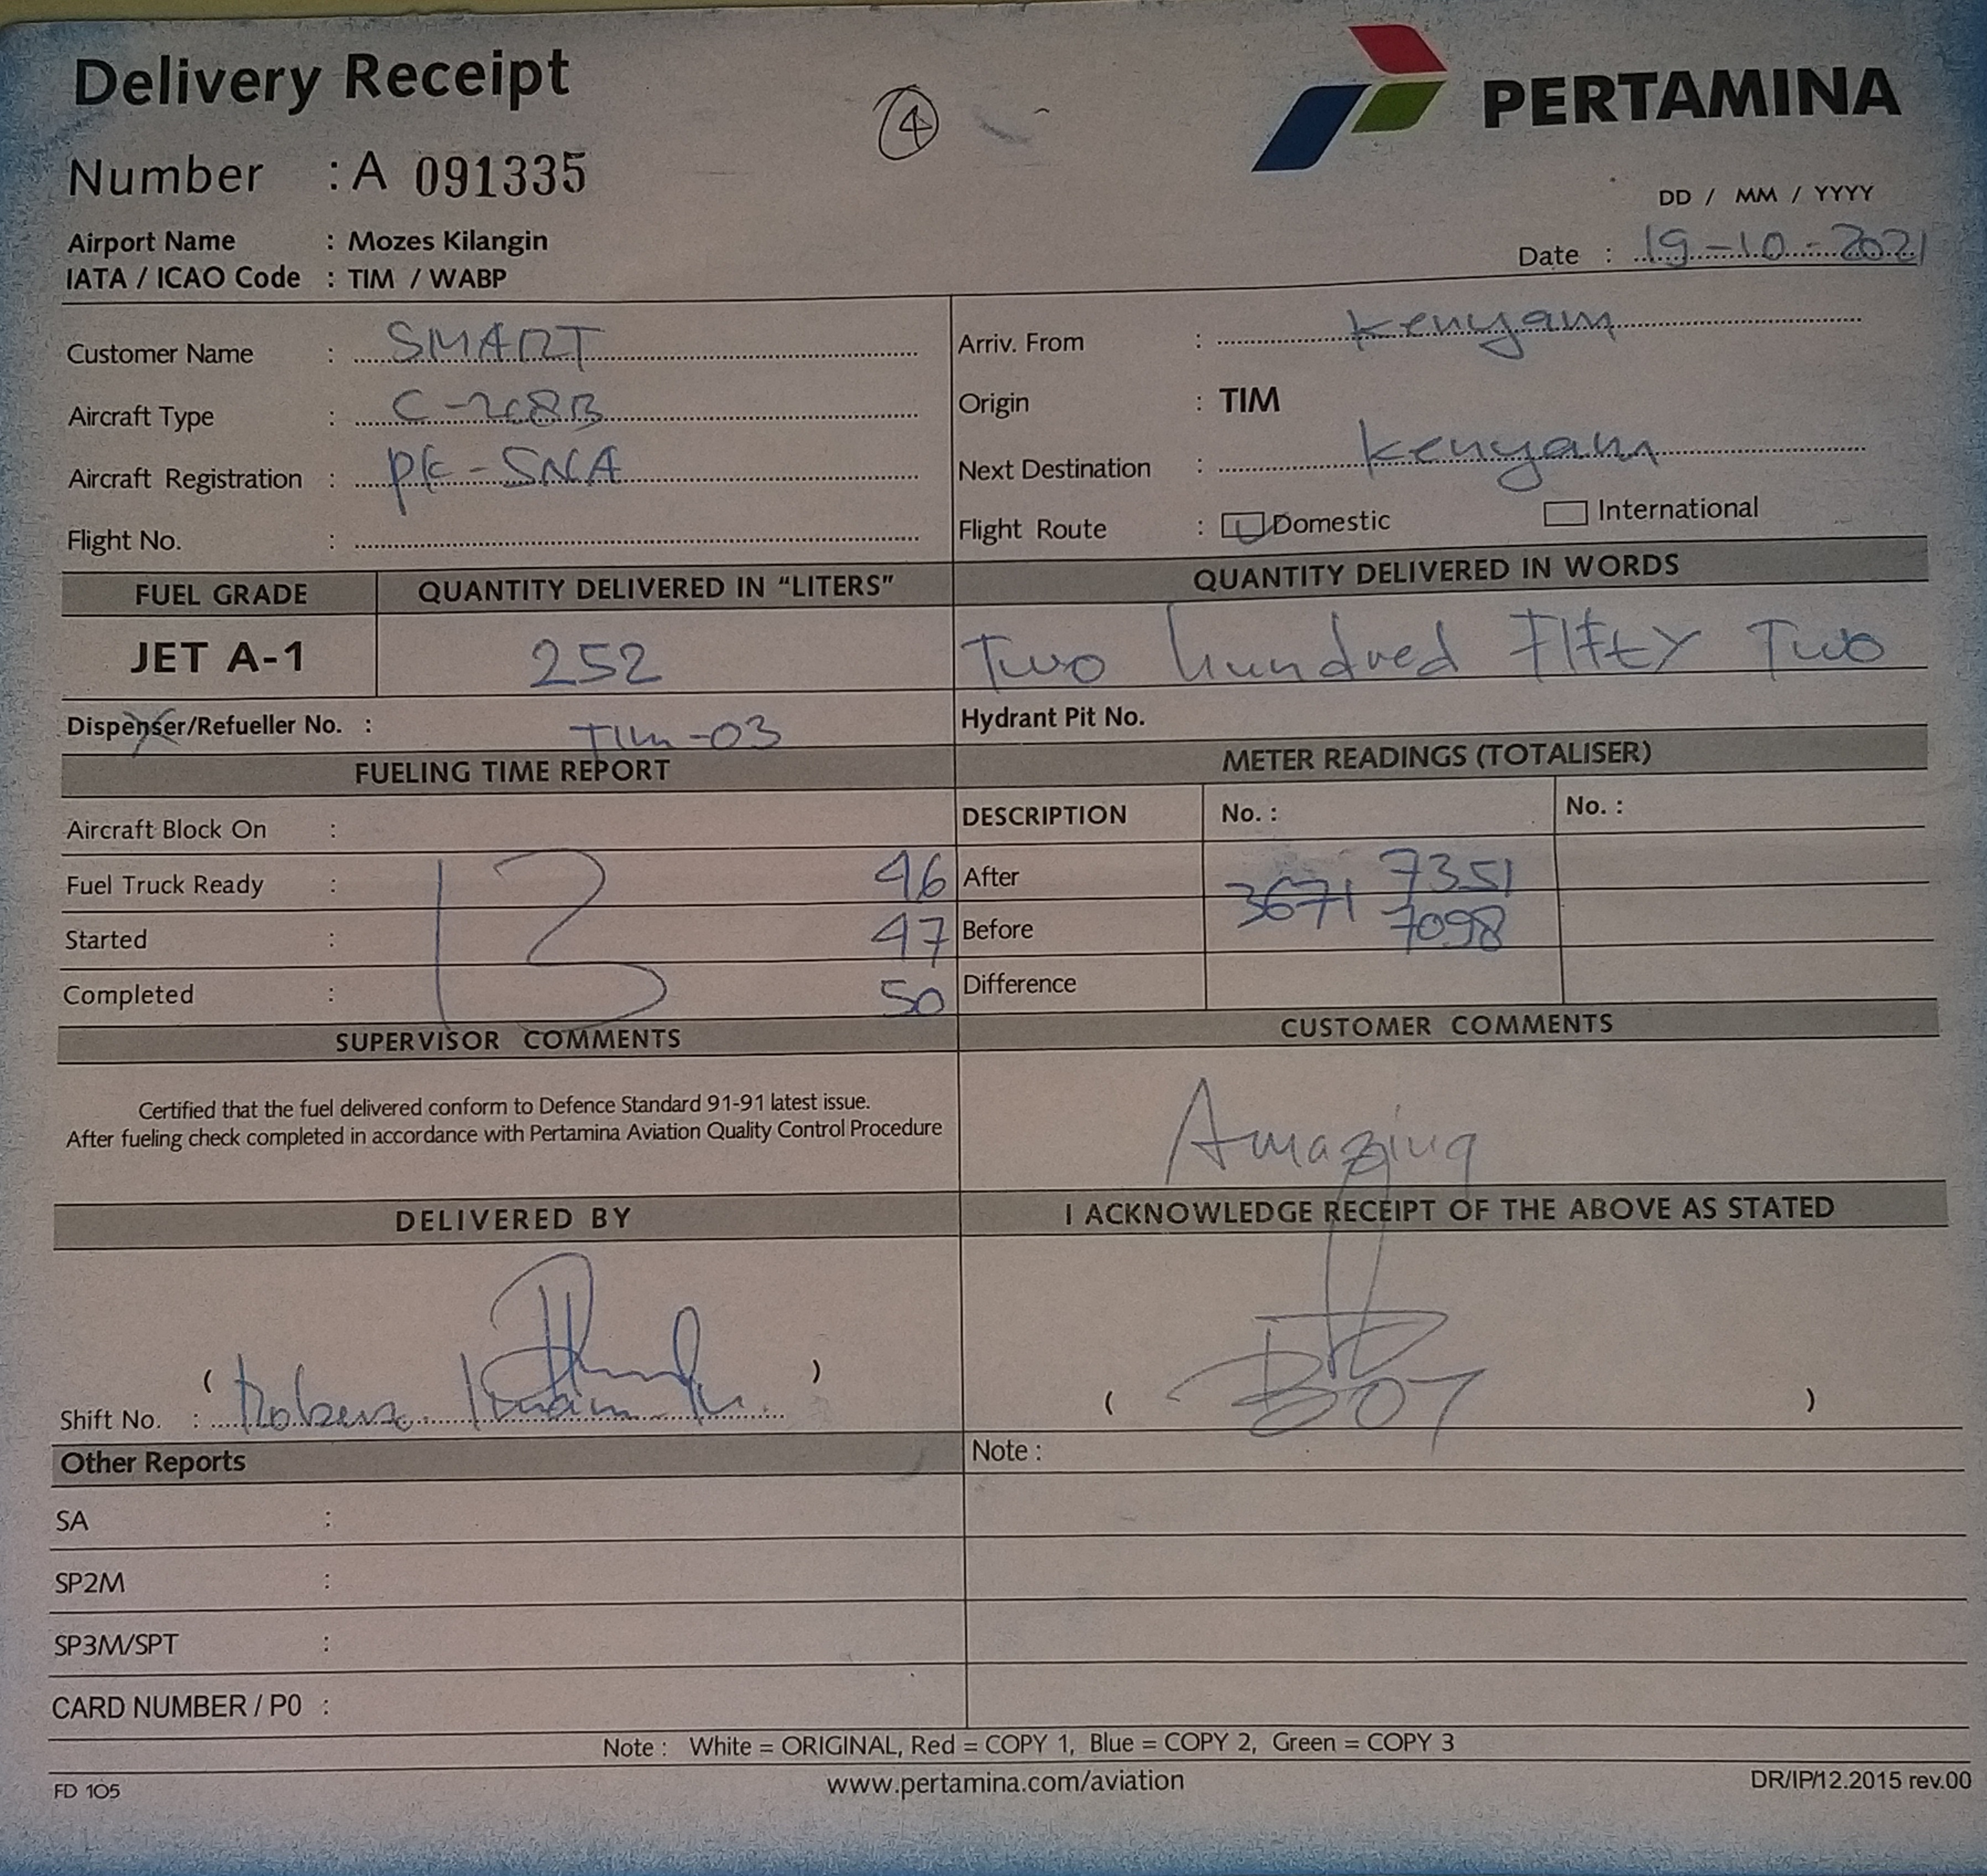 Delivery Receipt
④
PERTAMINA
Number : A 091335
DD / MM / YYYY
Airport Name : Mozes Kilangin
IATA / ICAO Code : TIM / WABP
Date : 19-10-2021
Customer Name : SMART
Arriv. From : Kenyam
Aircraft Type : C-208B
Origin : TIM
Aircraft Registration : PK-SNA
Next Destination : Kenyam
Flight No. :
Flight Route : Domestic International
FUEL GRADE QUANTITY DELIVERED IN “LITERS” QUANTITY DELIVERED IN WORDS
JET A-1 252 Two hundred FIFtY Two
Dispenser/Refueller No. : TIM-03 Hydrant Pit No.
FUELING TIME REPORT METER READINGS (TOTALISER)
Aircraft Block On : DESCRIPTION No. : No. :
Fuel Truck Ready : 13 46 After 3671 7351
Started : 47 Before 7098
Completed : 50 Difference
SUPERVISOR COMMENTS CUSTOMER COMMENTS
Certified that the fuel delivered conform to Defence Standard 91-91 latest issue.
After fueling check completed in accordance with Pertamina Aviation Quality Control Procedure
Amazing
DELIVERED BY I ACKNOWLEDGE RECEIPT OF THE ABOVE AS STATED
( ) ( )
Shift No. :
Other Reports Note :
SA :
SP2M :
SP3M/SPT :
CARD NUMBER / P0 :
Note : White = ORIGINAL, Red = COPY 1, Blue = COPY 2, Green = COPY 3
FD 105 www.pertamina.com/aviation DR/IP/12.2015 rev.00